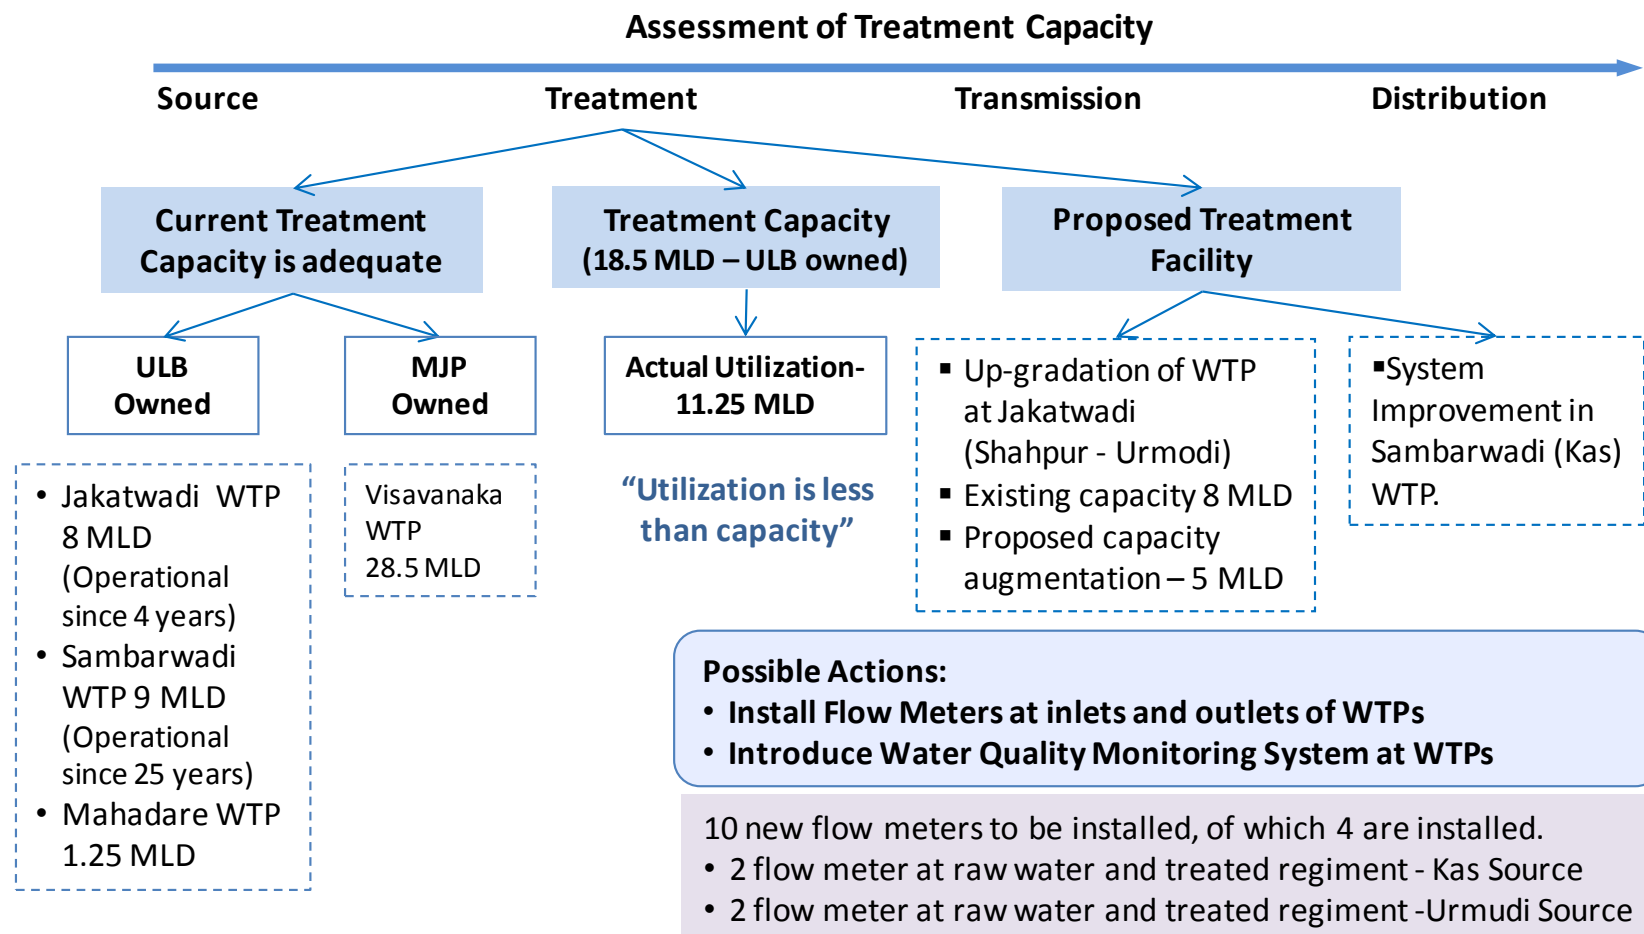 Assessment of Treatment Capacity
Source
Treatment
Transmission
Distribution
Current Treatment
Capacity is adequate
Treatment Capacity
(18.5 MLD – ULB owned)
Proposed Treatment
Facility
ULB
Owned
MJP
Owned
Actual Utilization-
11.25 MLD
• Jakatwadi WTP
8 MLD
(Operational
since 4 years)
• Sambarwadi
WTP 9 MLD
(Operational
since 25 years)
• Mahadare WTP
1.25 MLD
Visavanaka
WTP
28.5 MLD
“Utilization is less
than capacity”
▪ Up-gradation of WTP
at Jakatwadi
(Shahpur - Urmodi)
▪ Existing capacity 8 MLD
▪ Proposed capacity
augmentation – 5 MLD
▪System
Improvement in
Sambarwadi (Kas)
WTP.
Possible Actions:
• Install Flow Meters at inlets and outlets of WTPs
• Introduce Water Quality Monitoring System at WTPs
10 new flow meters to be installed, of which 4 are installed.
• 2 flow meter at raw water and treated regiment - Kas Source
• 2 flow meter at raw water and treated regiment -Urmudi Source